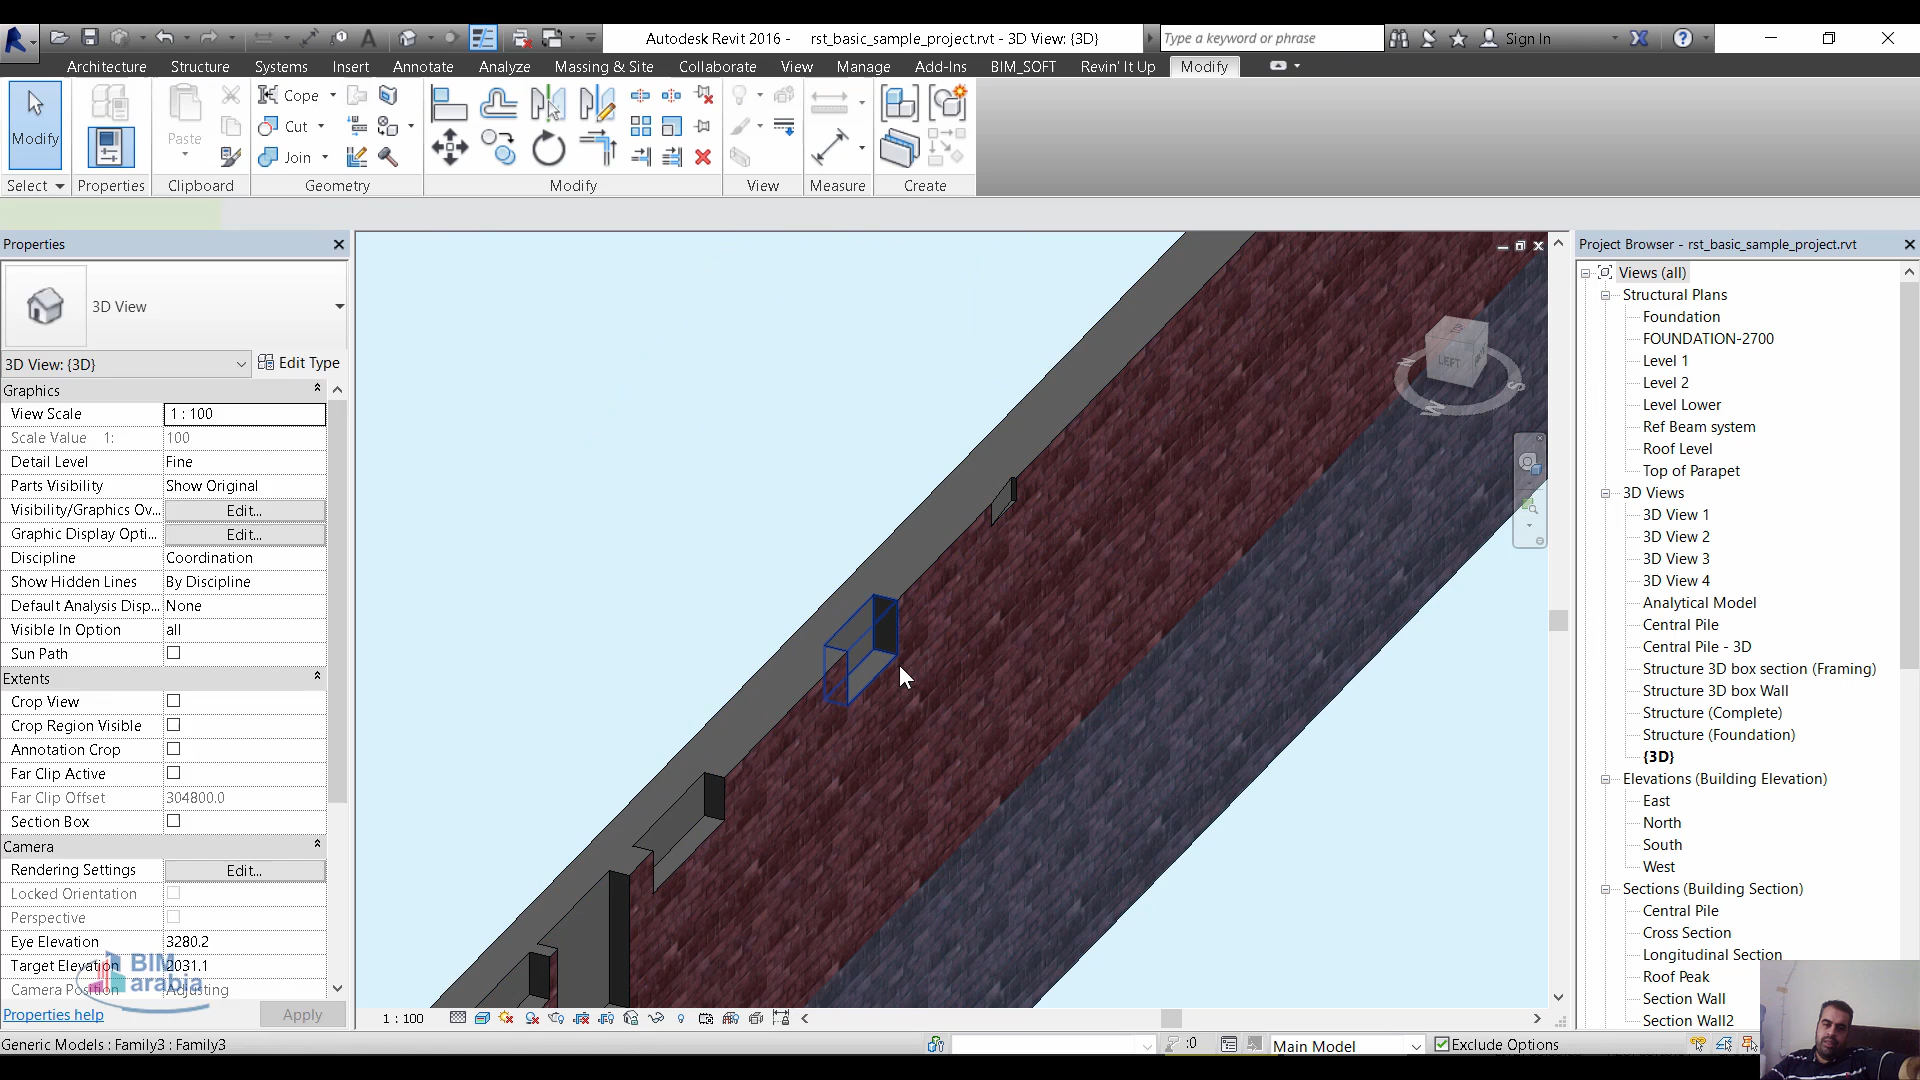 Autodesk Revit 2016 - rst_basic_sample_project.rvt - 3D View: {3D}
Type a keyword or phrase
Sign In
Architecture Structure Systems Insert Annotate Analyze Massing & Site Collaborate View Manage Add-Ins BIM_SOFT Revin' It Up Modify
Modify
Paste
Cope
Cut
Join
Select Properties Clipboard Geometry Modify View Measure Create
Properties
3D View
3D View: {3D}
Edit Type
Graphics
View Scale 1 : 100
Scale Value 1: 100
Detail Level Fine
Parts Visibility Show Original
Visibility/Graphics Ov... Edit...
Graphic Display Opti... Edit...
Discipline Coordination
Show Hidden Lines By Discipline
Default Analysis Disp... None
Visible In Option all
Sun Path
Extents
Crop View
Crop Region Visible
Annotation Crop
Far Clip Active
Far Clip Offset 304800.0
Section Box
Camera
Rendering Settings Edit...
Locked Orientation
Perspective
Eye Elevation 3280.2
Target Elevation 2031.1
Camera Position Adjusting
BIM
arabia
Properties help
Apply
TOP
LEFT
1 : 100
Project Browser - rst_basic_sample_project.rvt
Views (all)
Structural Plans
Foundation
FOUNDATION-2700
Level 1
Level 2
Level Lower
Ref Beam system
Roof Level
Top of Parapet
3D Views
3D View 1
3D View 2
3D View 3
3D View 4
Analytical Model
Central Pile
Central Pile - 3D
Structure 3D box section (Framing)
Structure 3D box Wall
Structure (Complete)
Structure (Foundation)
{3D}
Elevations (Building Elevation)
East
North
South
West
Sections (Building Section)
Central Pile
Cross Section
Longitudinal Section
Roof Peak
Section Wall
Section Wall2
Generic Models : Family3 : Family3
:0
Main Model
Exclude Options